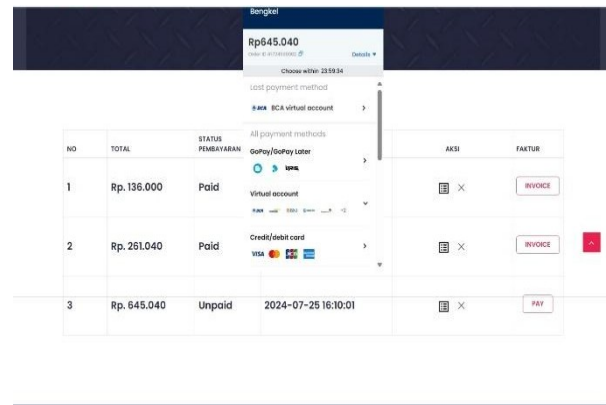 Bengkel
Rp645.040
Details
Choose within 23:59:34
Last payment method
BCA BCA virtual account
All payment methods
GoPay/GoPay Later
Virtual account
Credit/debit card
VISA
NO TOTAL STATUS PEMBAYARAN AKSI FAKTUR
1 Rp. 136.000 Paid INVOICE
2 Rp. 261.040 Paid INVOICE
3 Rp. 645.040 Unpaid 2024-07-25 16:10:01 PAY